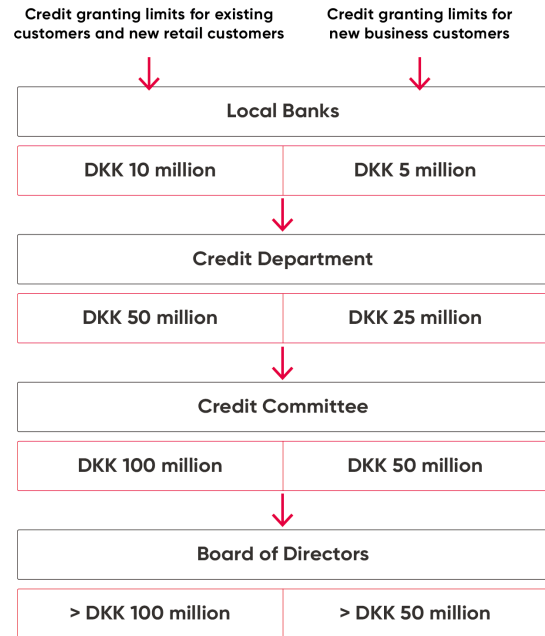 Credit granting limits for existing
customers and new retail customers
Credit granting limits for
new business customers
Local Banks
DKK 10 million
DKK 5 million
Credit Department
DKK 50 million
DKK 25 million
Credit Committee
DKK 100 million
DKK 50 million
Board of Directors
> DKK 100 million
> DKK 50 million